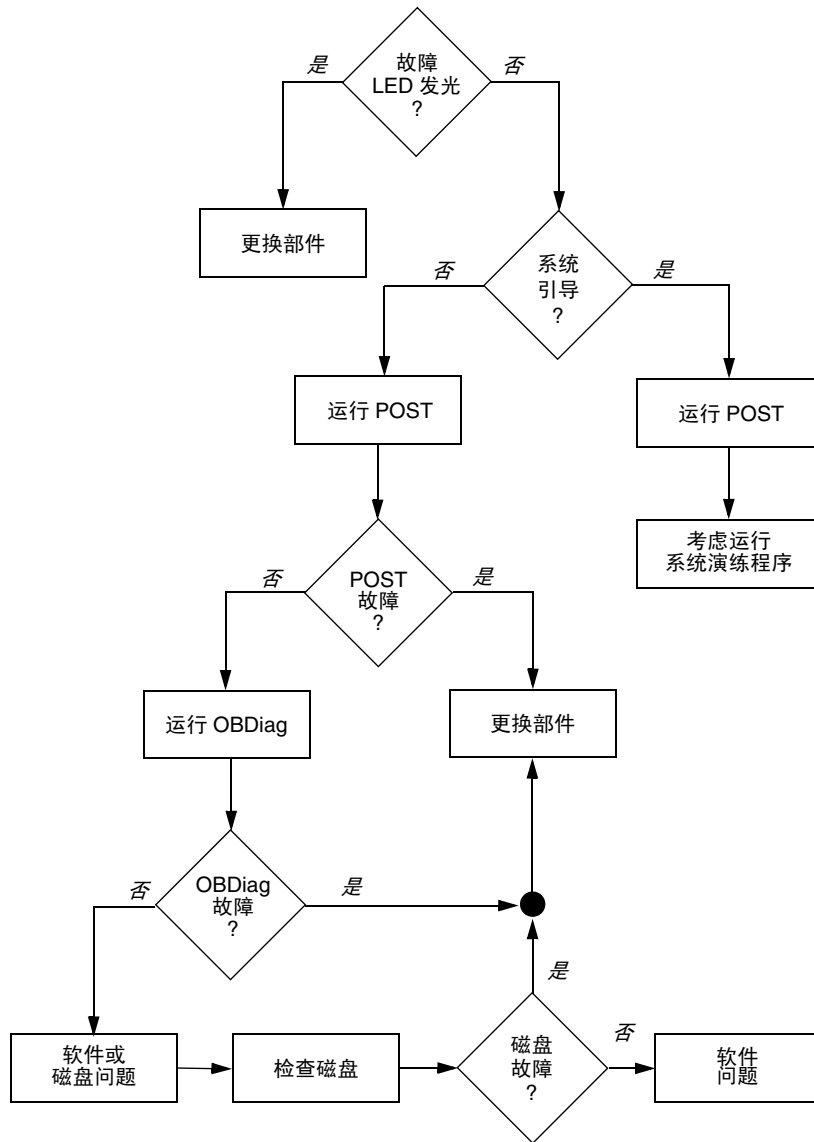 故障
LED 发光
?
是
否
更换部件
系统
引导
?
否
是
运行 POST
运行 POST
考虑运行
系统演练程序
POST
故障
?
否
是
运行 OBDiag
更换部件
OBDiag
故障
?
否
是
是
软件或
磁盘问题
检查磁盘
磁盘
故障
?
否
软件
问题